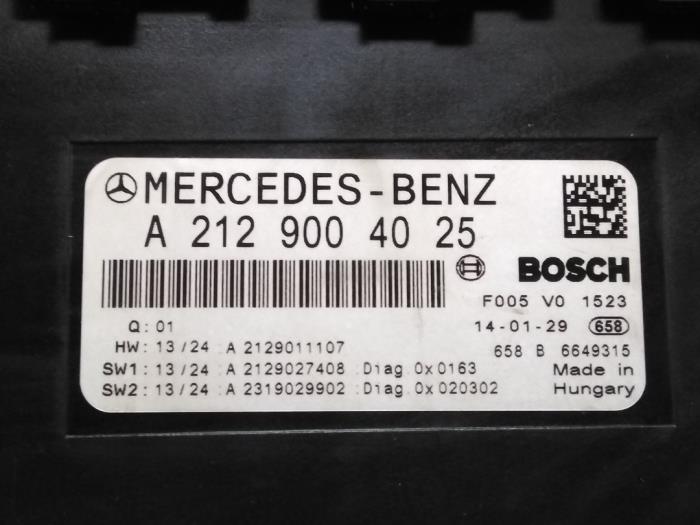 MERCEDES-BENZ
A 212 900 40 25
BOSCH
F005 V0 1523
Q: 01
14-01-29 658
HW: 13/24 A 2129011107
658 B 6649315
SW1: 13/24 A 2129027408 Diag.0x0163
Made in
SW2: 13/24 A 2319029902 Diag.0x020302
Hungary